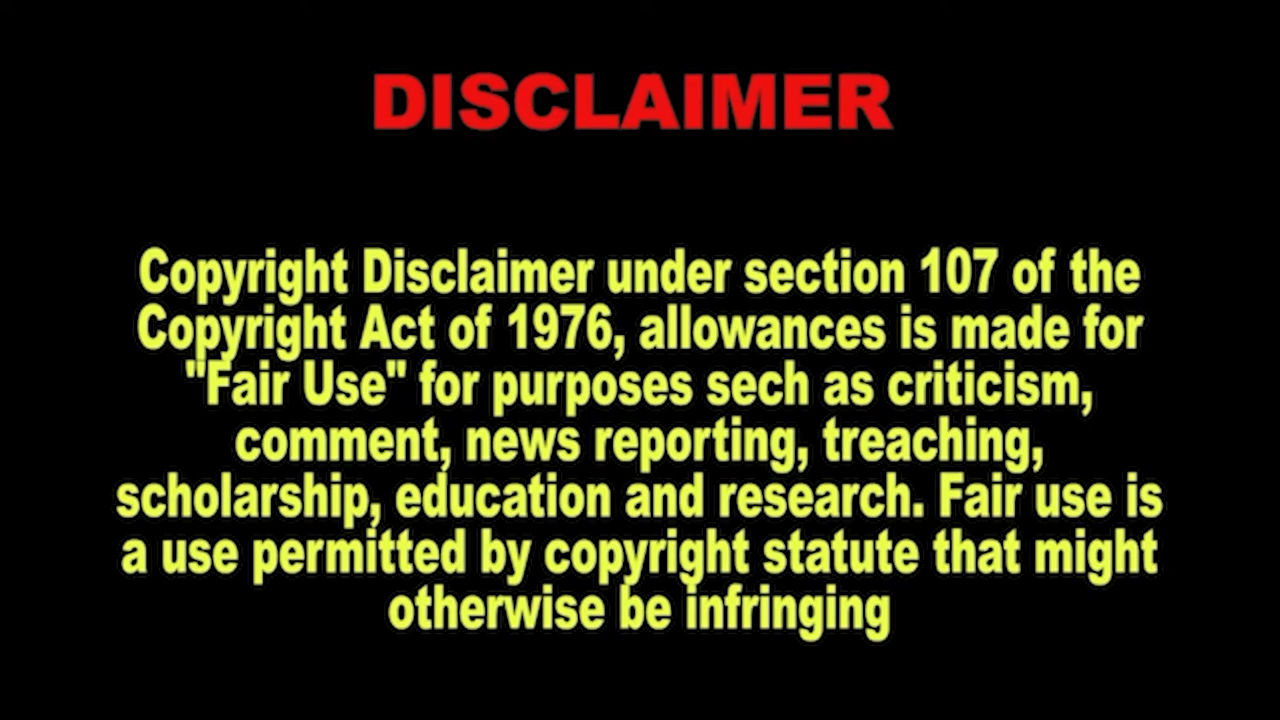 DISCLAIMER
Copyright Disclaimer under section 107 of the
Copyright Act of 1976, allowances is made for
"Fair Use" for purposes sech as criticism,
comment, news reporting, treaching,
scholarship, education and research. Fair use is
a use permitted by copyright statute that might
otherwise be infringing